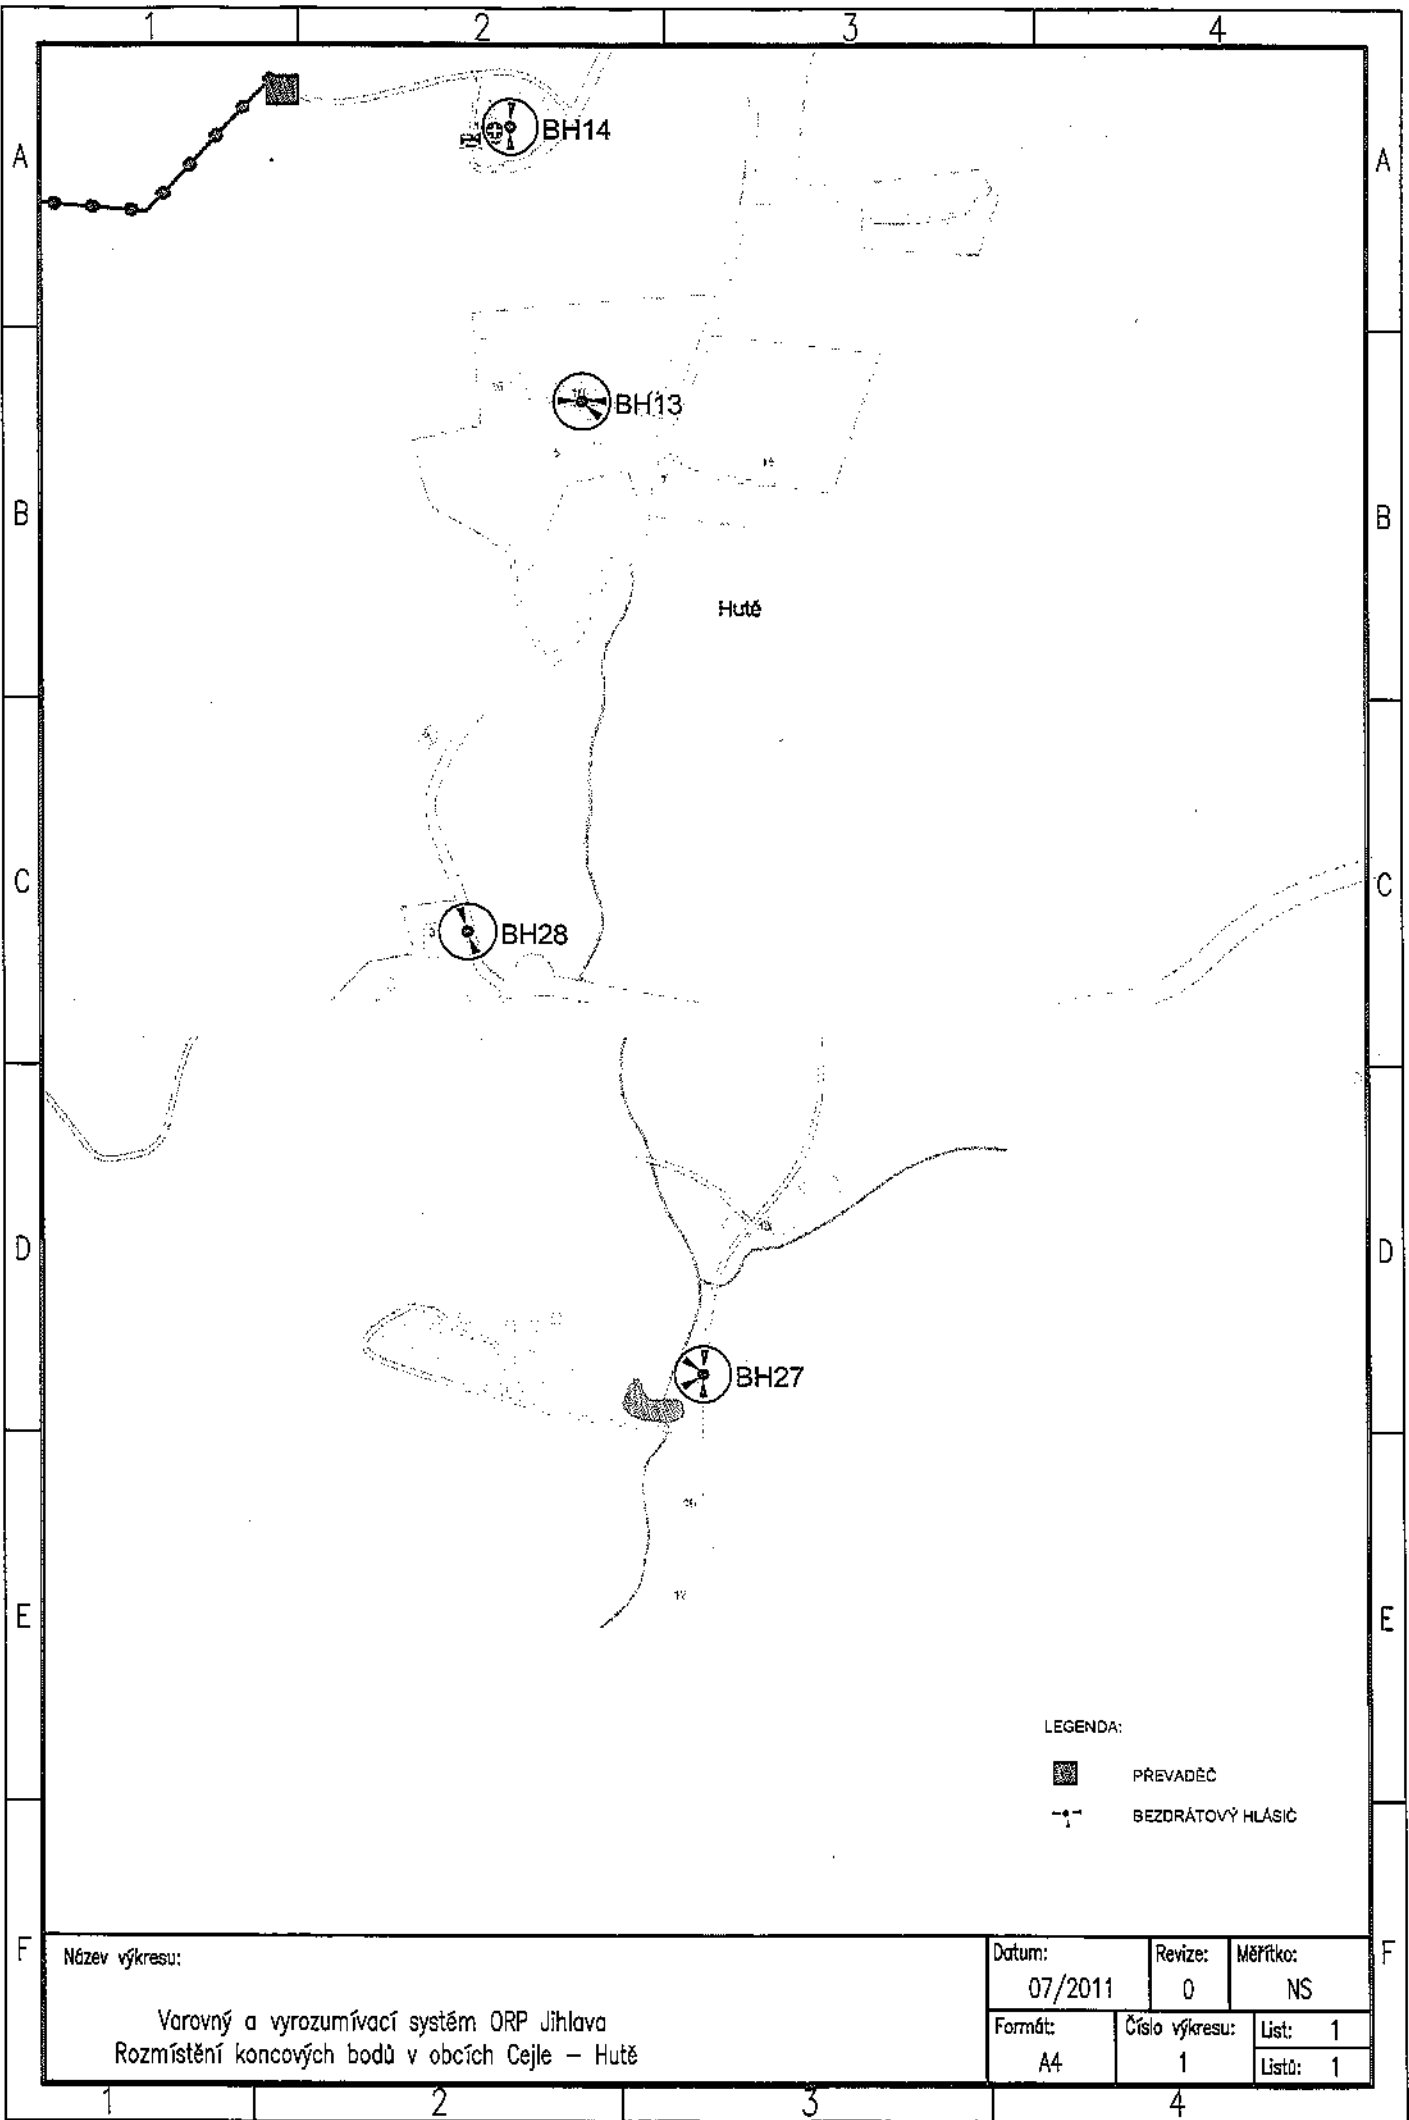 1 2 3 4
A A
BH14
BH13
B B
Hutě
C C
BH28
D D
BH27
E E
LEGENDA:
PŘEVADĚČ
BEZDRÁTOVÝ HLÁSIČ
F F
Název výkresu:
Varovný a vyrozumívací systém ORP Jihlava
Rozmístění koncových bodů v obcích Cejle – Hutě
Datum: Revize: Měřítko:
07/2011 0 NS
Formát: Číslo výkresu: List: 1
A4 1 Listů: 1
1 2 3 4